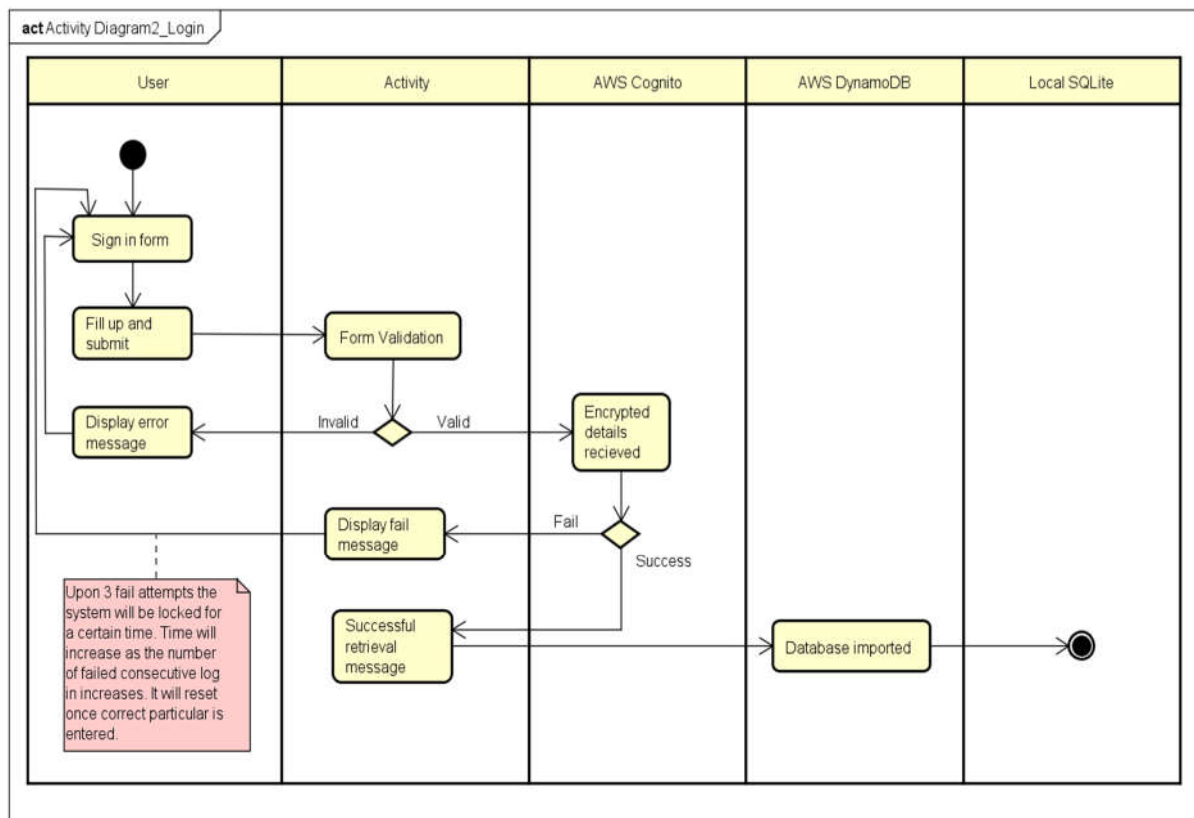 act Activity Diagram2_Login
User
Activity
AWS Cognito
AWS DynamoDB
Local SQLite
Sign in form
Fill up and
submit
Form Validation
Invalid
Valid
Display error
message
Encrypted
details
recieved
Display fail
message
Fail
Success
Upon 3 fail attempts the
system will be locked for
a certain time. Time will
increase as the number
of failed consecutive log
in increases. It will reset
once correct particular is
entered.
Successful
retrieval
message
Database imported